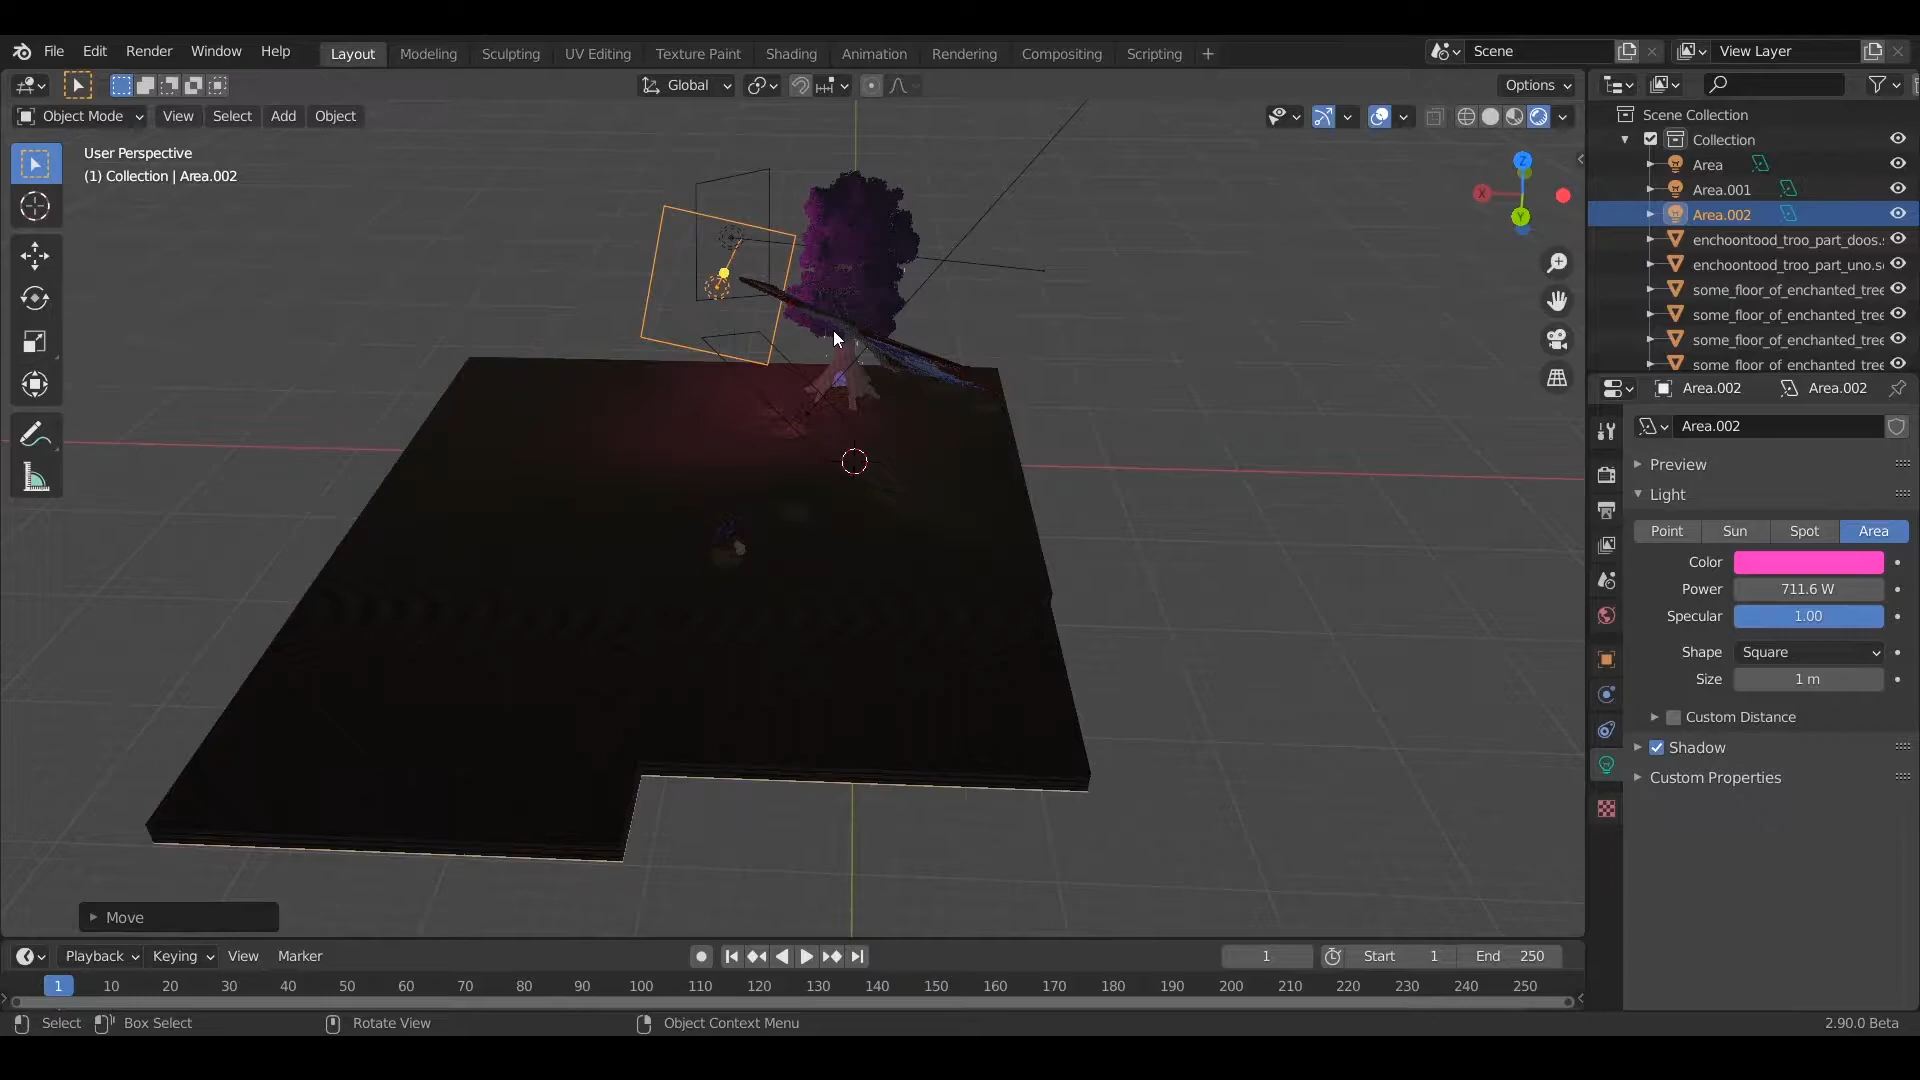 File Edit Render Window Help Layout Modeling Sculpting UV Editing Texture Paint Shading Animation Rendering Compositing Scripting + Scene View Layer
Global Options
Object Mode View Select Add Object
User Perspective
(1) Collection | Area.002
Z
X
Y
Scene Collection
Collection
Area
Area.001
Area.002
enchoontood_troo_part_doos.s
enchoontood_troo_part_uno.s
some_floor_of_enchanted_tree
some_floor_of_enchanted_tree
some_floor_of_enchanted_tree
some_floor_of_enchanted_tree
Area.002 Area.002
Area.002
Preview
Light
Point Sun Spot Area
Color
Power 711.6 W
Specular 1.00
Shape Square
Size 1 m
Custom Distance
Shadow
Custom Properties
Move
Playback Keying View Marker 1 Start 1 End 250
1 10 20 30 40 50 60 70 80 90 100 110 120 130 140 150 160 170 180 190 200 210 220 230 240 250
Select Box Select Rotate View Object Context Menu 2.90.0 Beta